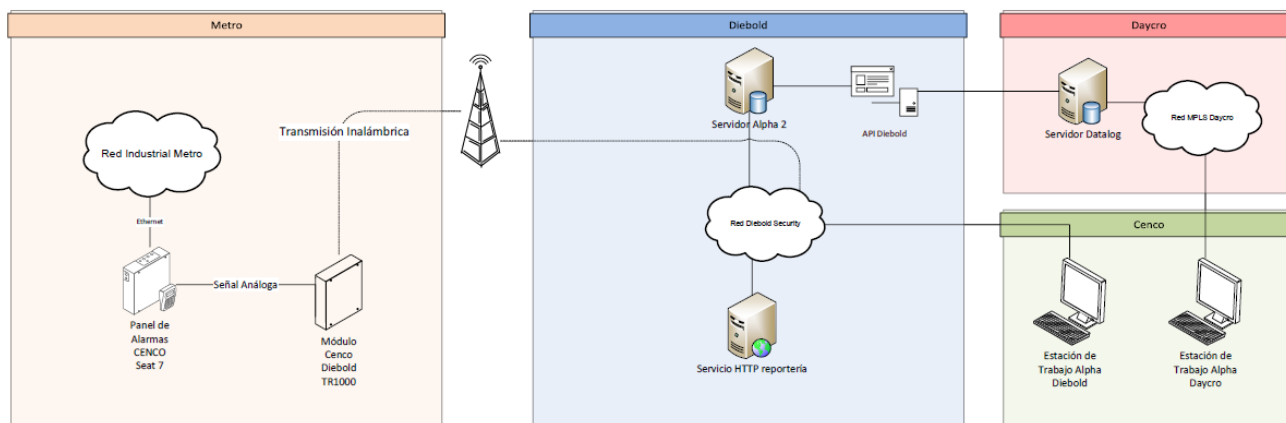 Metro
Red Industrial Metro
Transmisión Inalámbrica
Ethernet
Señal Análoga
Panel de
Alarmas
CENCO
Seat 7
Módulo
Cenco
Diebold
TR1000
Diebold
Servidor Alpha 2
API Diebold
Red Diebold Security
Servicio HTTP reportería
Daycro
Servidor Datalog
Red MPLS Daycro
Cenco
Estación de
Trabajo Alpha
Diebold
Estación de
Trabajo Alpha
Daycro